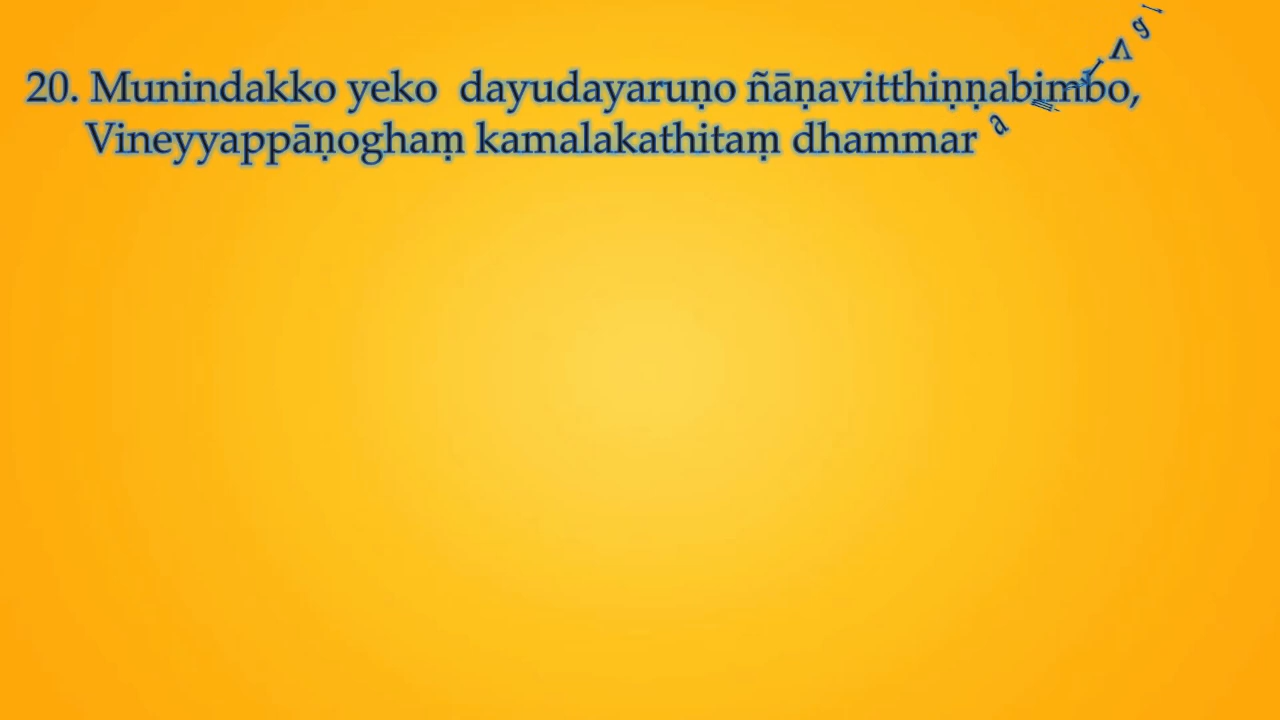 20. Munindakko yeko dayudayaruṇo ñāṇavitthiṇṇabimbo,
Vineyyappāṇoghaṃ kamalakathitaṃ dhammar